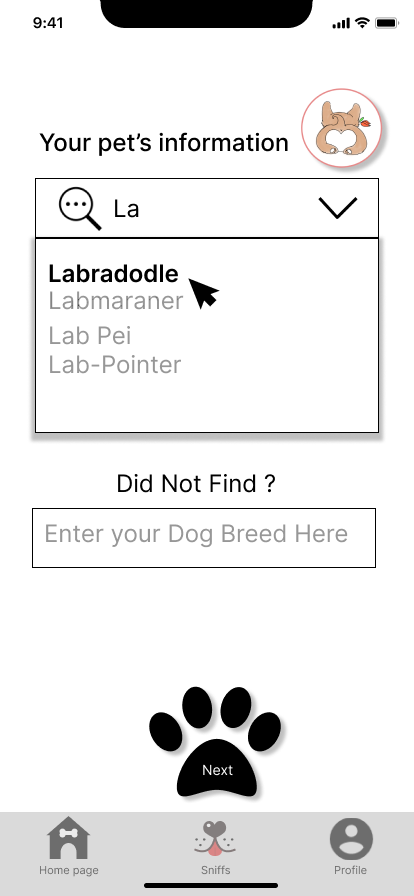 9:41
Your pet's information
La
Labradodle
Labmaraner
Lab Pei
Lab-Pointer
Did Not Find ?
Enter your Dog Breed Here
Next
Home page
Sniffs
Profile